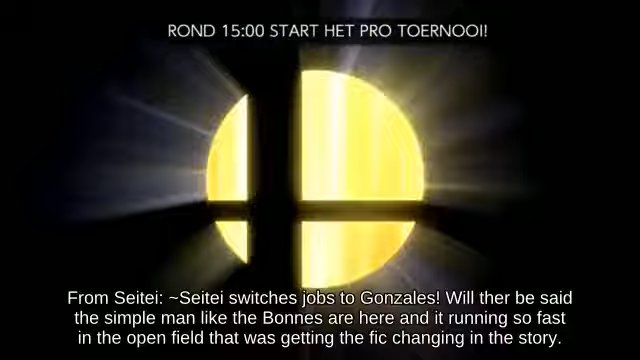 ROND 15:00 START HET PRO TOERNOOI!
From Seitei: ~Seitei switches jobs to Gonzales! Will ther be said
the simple man like the Bonnes are here and it running so fast
in the open field that was getting the fic changing in the story.